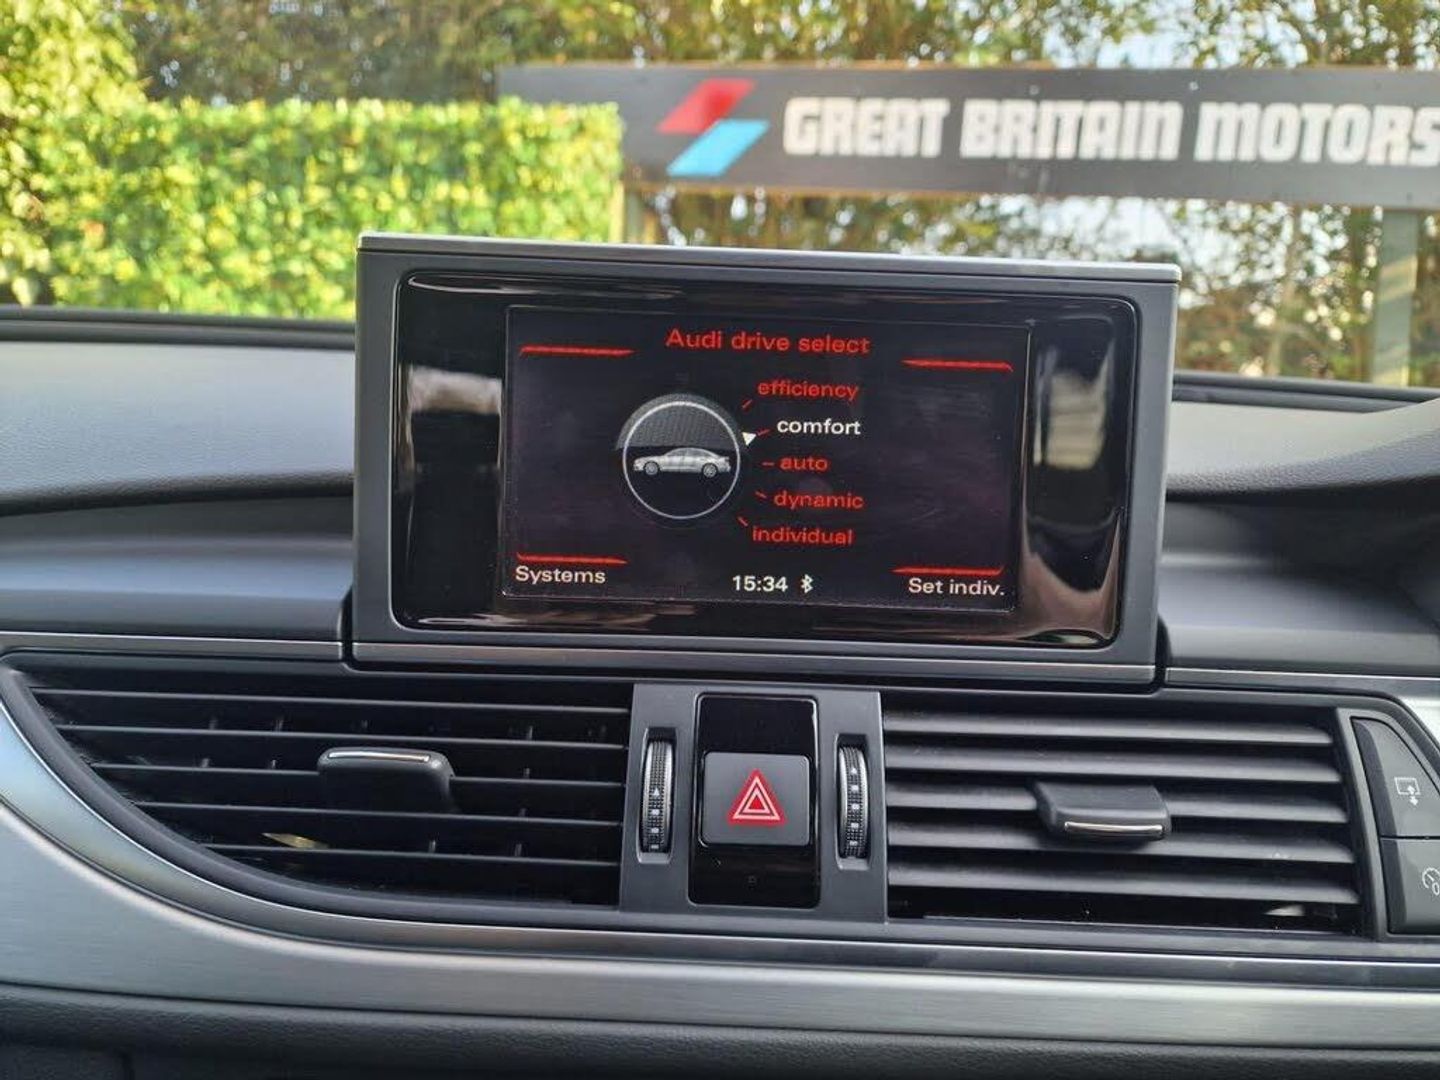 GREAT BRITAIN MOTORS
Audi drive select
efficiency
comfort
auto
dynamic
individual
Systems
15:34
Set indiv.